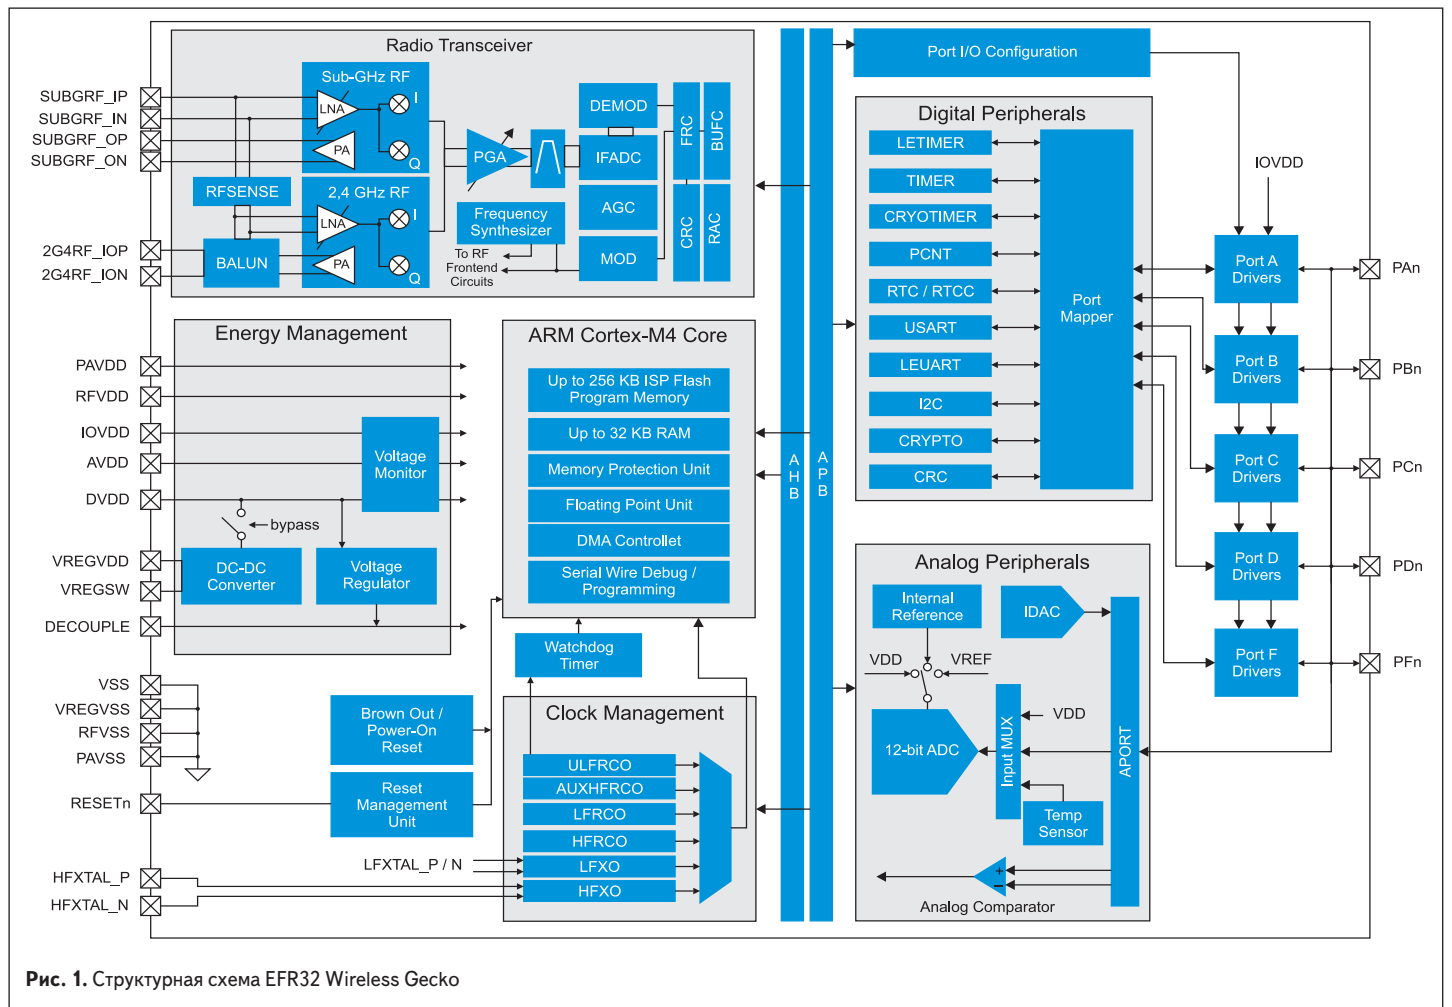 Radio Transceiver
SUBGRF_IP
SUBGRF_IN
SUBGRF_OP
SUBGRF_ON
2G4RF_IOP
2G4RF_ION
Sub-GHz RF
LNA
I
PA
Q
RFSENSE
2,4 GHz RF
LNA
I
PA
Q
BALUN
PGA
Frequency
Synthesizer
To RF
Frontend
Circuits
DEMOD
IFADC
AGC
MOD
FRC
BUFC
CRC
RAC
Energy Management
PAVDD
RFVDD
IOVDD
AVDD
DVDD
VREGVDD
VREGSW
DECOUPLE
Voltage
Monitor
bypass
DC-DC
Converter
Voltage
Regulator
VSS
VREGVSS
RFVSS
PAVSS
RESETn
HFXTAL_P
HFXTAL_N
Brown Out /
Power-On
Reset
Reset
Management
Unit
LFXTAL_P / N
ARM Cortex-M4 Core
Up to 256 KB ISP Flash
Program Memory
Up to 32 KB RAM
Memory Protection Unit
Floating Point Unit
DMA Controllet
Serial Wire Debug /
Programming
Watchdog
Timer
Clock Management
ULFRCO
AUXHFRCO
LFRCO
HFRCO
LFXO
HFXO
AHB
APB
Port I/O Configuration
Digital Peripherals
LETIMER
TIMER
CRYOTIMER
PCNT
RTC / RTCC
USART
LEUART
I2C
CRYPTO
CRC
Port
Mapper
IOVDD
Port A
Drivers
Port B
Drivers
Port C
Drivers
Port D
Drivers
Port F
Drivers
PAn
PBn
PCn
PDn
PFn
Analog Peripherals
Internal
Reference
IDAC
VDD
VREF
12-bit ADC
Input MUX
VDD
Temp
Sensor
APORT
+
−
Analog Comparator
Рис. 1. Структурная схема EFR32 Wireless Gecko